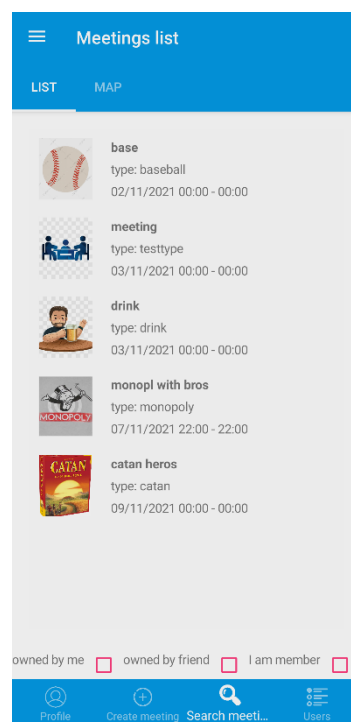 Meetings list
LIST MAP
base
type: baseball
02/11/2021 00:00 - 00:00
meeting
type: testtype
03/11/2021 00:00 - 00:00
drink
type: drink
03/11/2021 00:00 - 00:00
MONOPOLY
monopl with bros
type: monopoly
07/11/2021 22:00 - 22:00
CATAN
catan heros
type: catan
09/11/2021 00:00 - 00:00
owned by me owned by friend I am member
Profile Create meeting Search meeti... Users